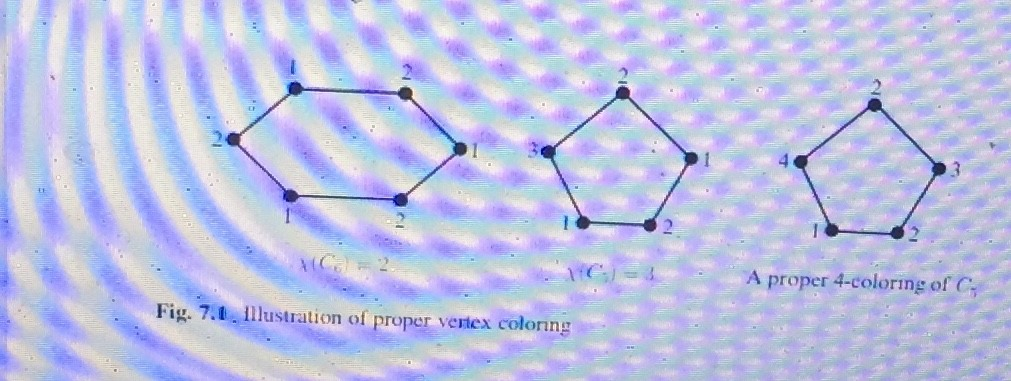 1 2
2 1
1 2
2
3 1
1 2
2
4 3
1 2
χ(C₆) = 2
χ(C₅) = 3
A proper 4-coloring of C₅
Fig. 7.1. Illustration of proper vertex coloring